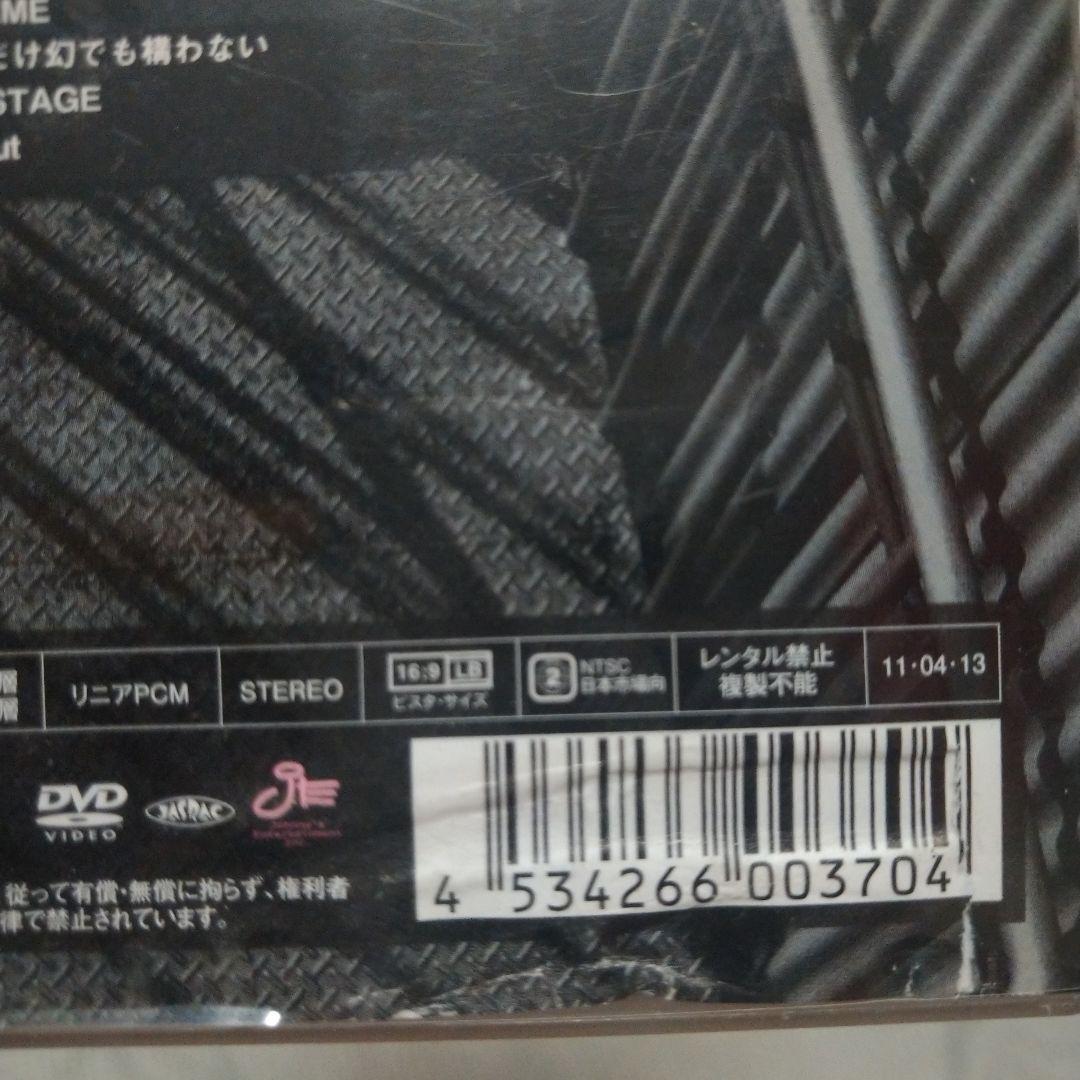 ME
だけ幻でも構わない
STAGE
ut
層 リニアPCM STEREO 16:9 LB ビスタ・サイズ 2 NTSC 日本市場向 レンタル禁止 複製不能 11・04・13
層
DVD VIDEO JASRAC
従って有償・無償に拘らず、権利者
律で禁止されています。
4 534266 003704